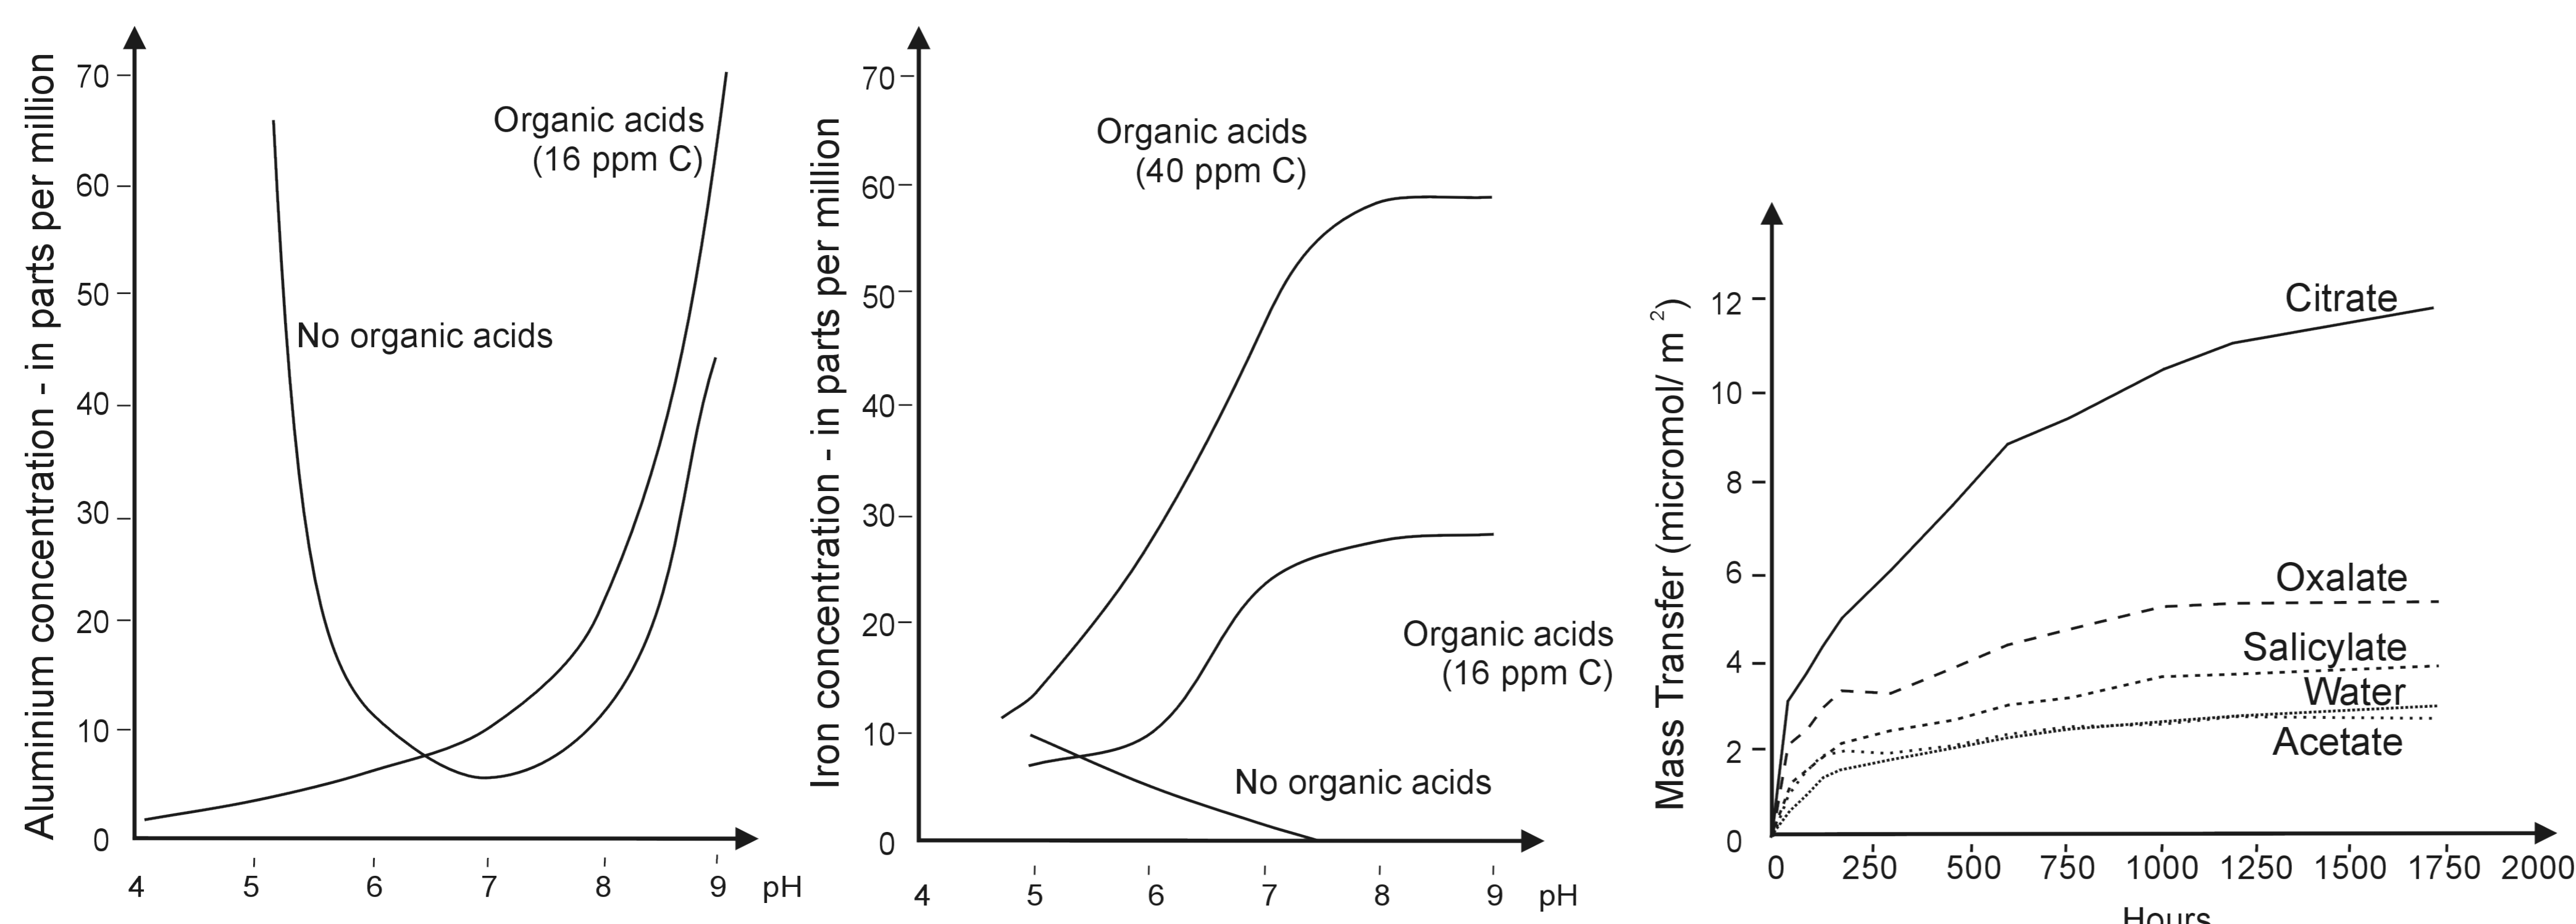 Aluminium concentration - in parts per million
70
60
50
40
30
20
10
0
Organic acids
(16 ppm C)
No organic acids
4 5 6 7 8 9 pH
Iron concentration - in parts per million
70
60
50
40
30
20
10
0
Organic acids
(40 ppm C)
Organic acids
(16 ppm C)
No organic acids
4 5 6 7 8 9 pH
Mass Transfer (micromol/ m²)
12
10
8
6
4
2
0
Citrate
Oxalate
Salicylate
Water
Acetate
0 250 500 750 1000 1250 1500 1750 2000
Hours